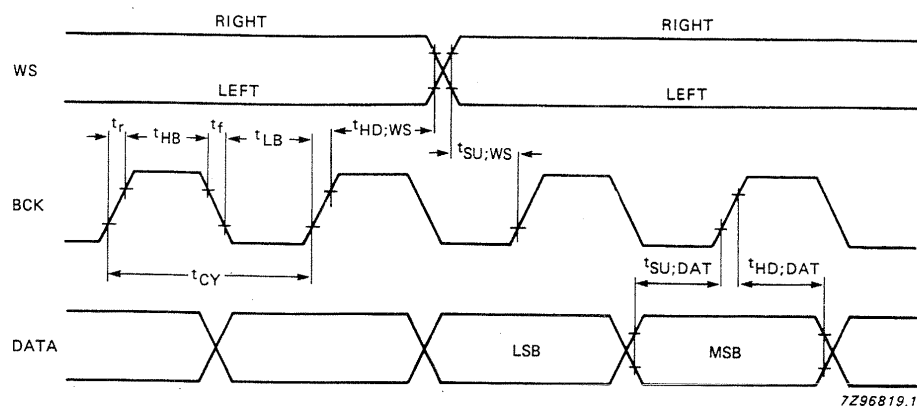 RIGHT RIGHT
WS
LEFT LEFT
tr tHB tf tLB tHD;WS
tSU;WS
BCK
tCY tSU;DAT tHD;DAT
DATA LSB MSB
7Z96819.1